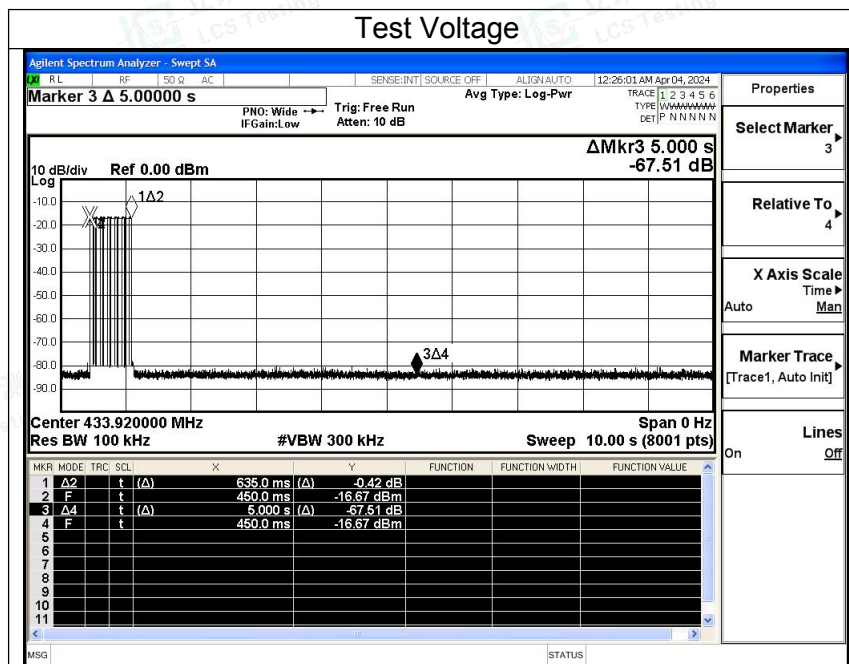 Test Voltage
Agilent Spectrum Analyzer - Swept SA
LXI RL RF 50 Ω AC SENSE:INT SOURCE OFF ALIGN AUTO 12:26:01 AM Apr 04, 2024
Marker 3 Δ 5.00000 s
PNO: Wide
IFGain:Low
Trig: Free Run
Atten: 10 dB
Avg Type: Log-Pwr
TRACE 1 2 3 4 5 6
TYPE WWWWWW
DET P N N N N N
ΔMkr3 5.000 s
-67.51 dB
10 dB/div Ref 0.00 dBm
Log
1Δ2
-10.0
-20.0
-30.0
-40.0
-50.0
-60.0
-70.0
3Δ4
-80.0
-90.0
Center 433.920000 MHz Span 0 Hz
Res BW 100 kHz #VBW 300 kHz Sweep 10.00 s (8001 pts)
MKR MODE TRC SCL X Y FUNCTION FUNCTION WIDTH FUNCTION VALUE
1 Δ2 t (Δ) 635.0 ms (Δ) -0.42 dB
2 F t 450.0 ms -16.67 dBm
3 Δ4 t (Δ) 5.000 s (Δ) -67.51 dB
4 F t 450.0 ms -16.67 dBm
5
6
7
8
9
10
11
MSG STATUS
Properties
Select Marker
3
Relative To
4
X Axis Scale
Time
Auto Man
Marker Trace
[Trace1, Auto Init]
Lines
On Off
LCS Testing
LCS Testing